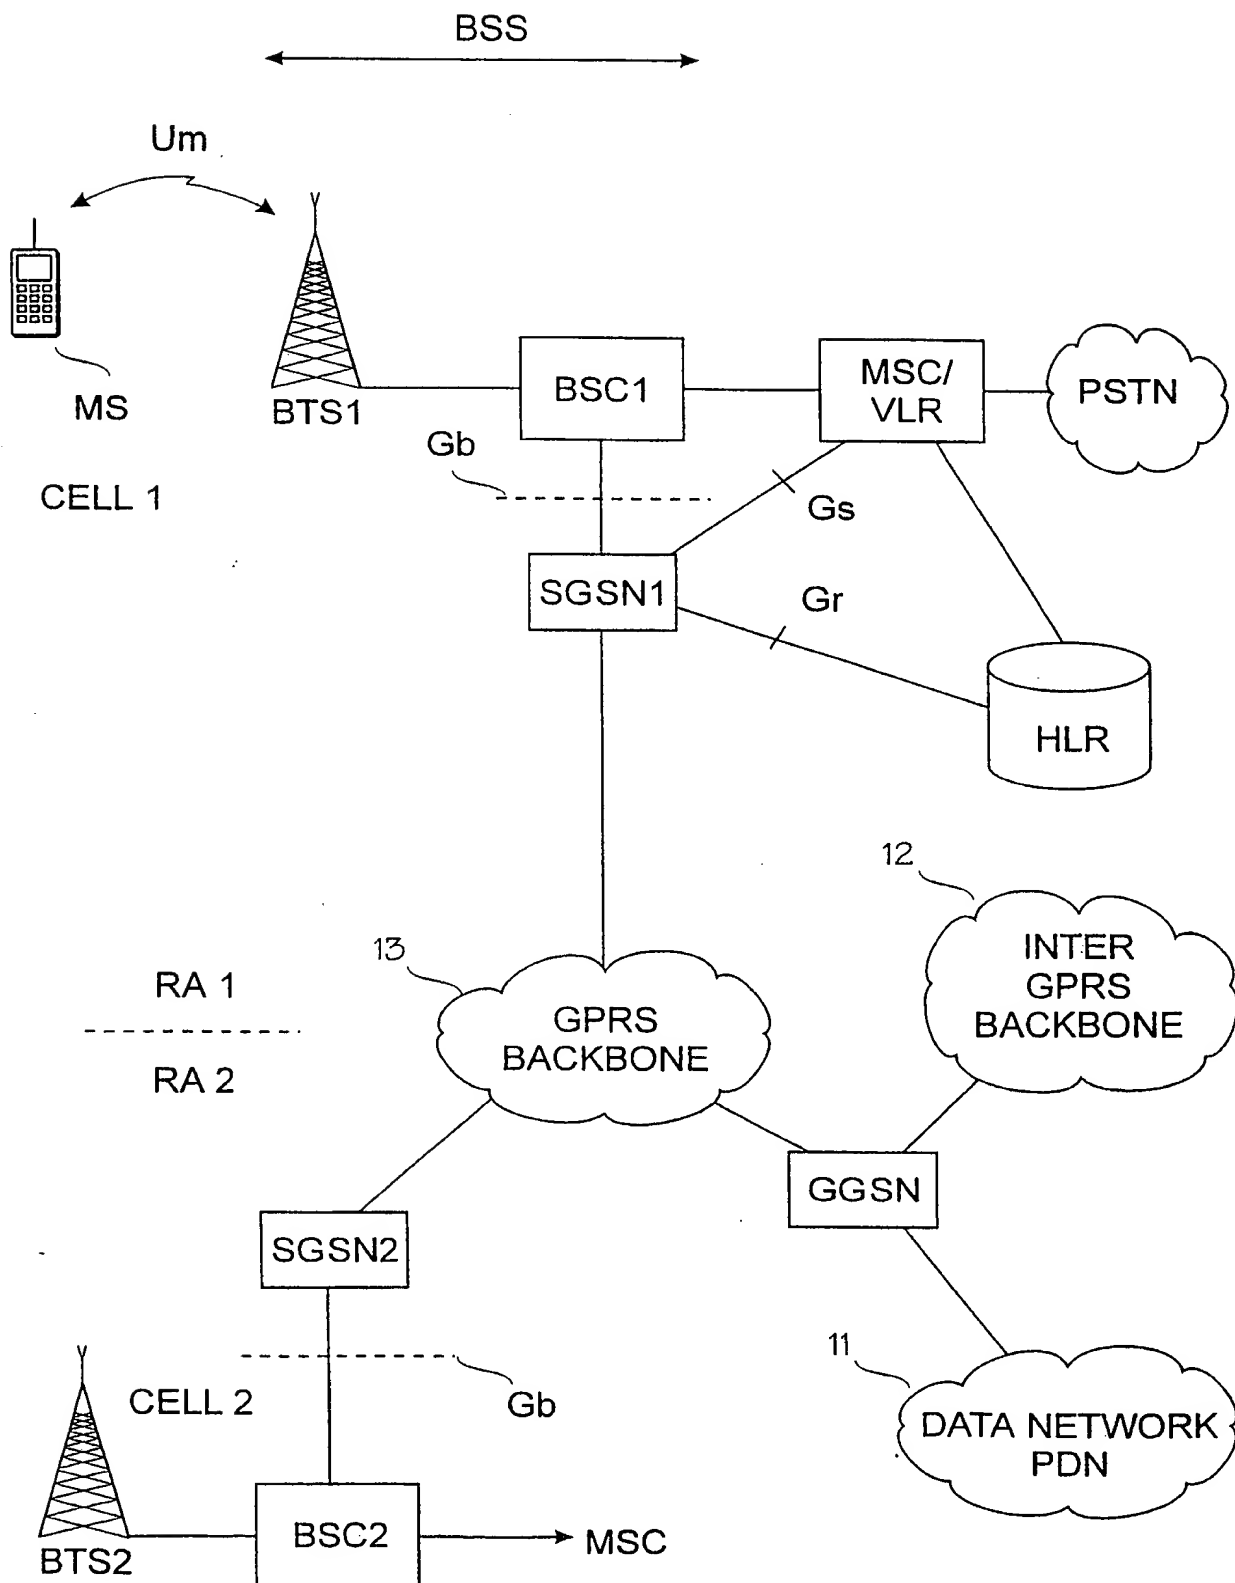 BSS
Um
MS
BTS1
BSC1
MSC/
VLR
PSTN
Gb
CELL 1
Gs
SGSN1
Gr
HLR
12
13
INTER
GPRS
BACKBONE
RA 1
GPRS
BACKBONE
RA 2
GGSN
SGSN2
11
CELL 2
Gb
DATA NETWORK
PDN
BTS2
BSC2
MSC